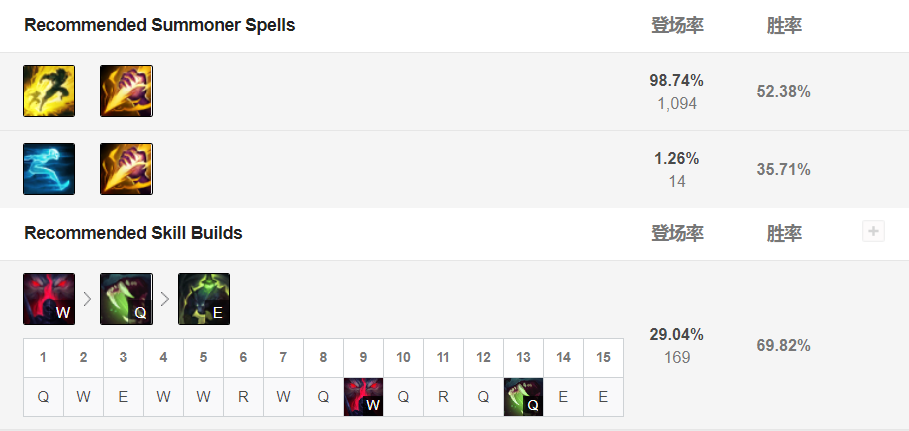 Recommended Summoner Spells 登场率 胜率
98.74%
1,094
52.38%
1.26%
14
35.71%
Recommended Skill Builds 登场率 胜率 +
W Q E
29.04%
169
69.82%
1 2 3 4 5 6 7 8 9 10 11 12 13 14 15
Q W E W W R W Q W Q R Q Q E E